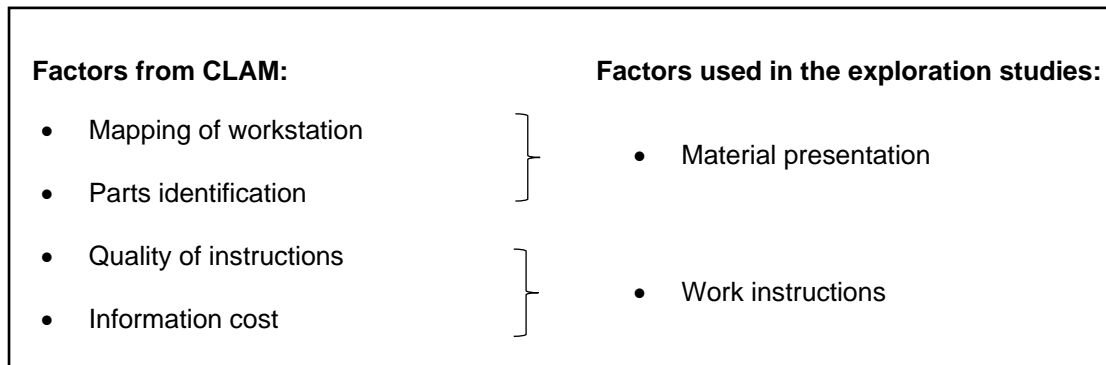 Factors from CLAM:
• Mapping of workstation
• Parts identification
• Quality of instructions
• Information cost
Factors used in the exploration studies:
• Material presentation
• Work instructions